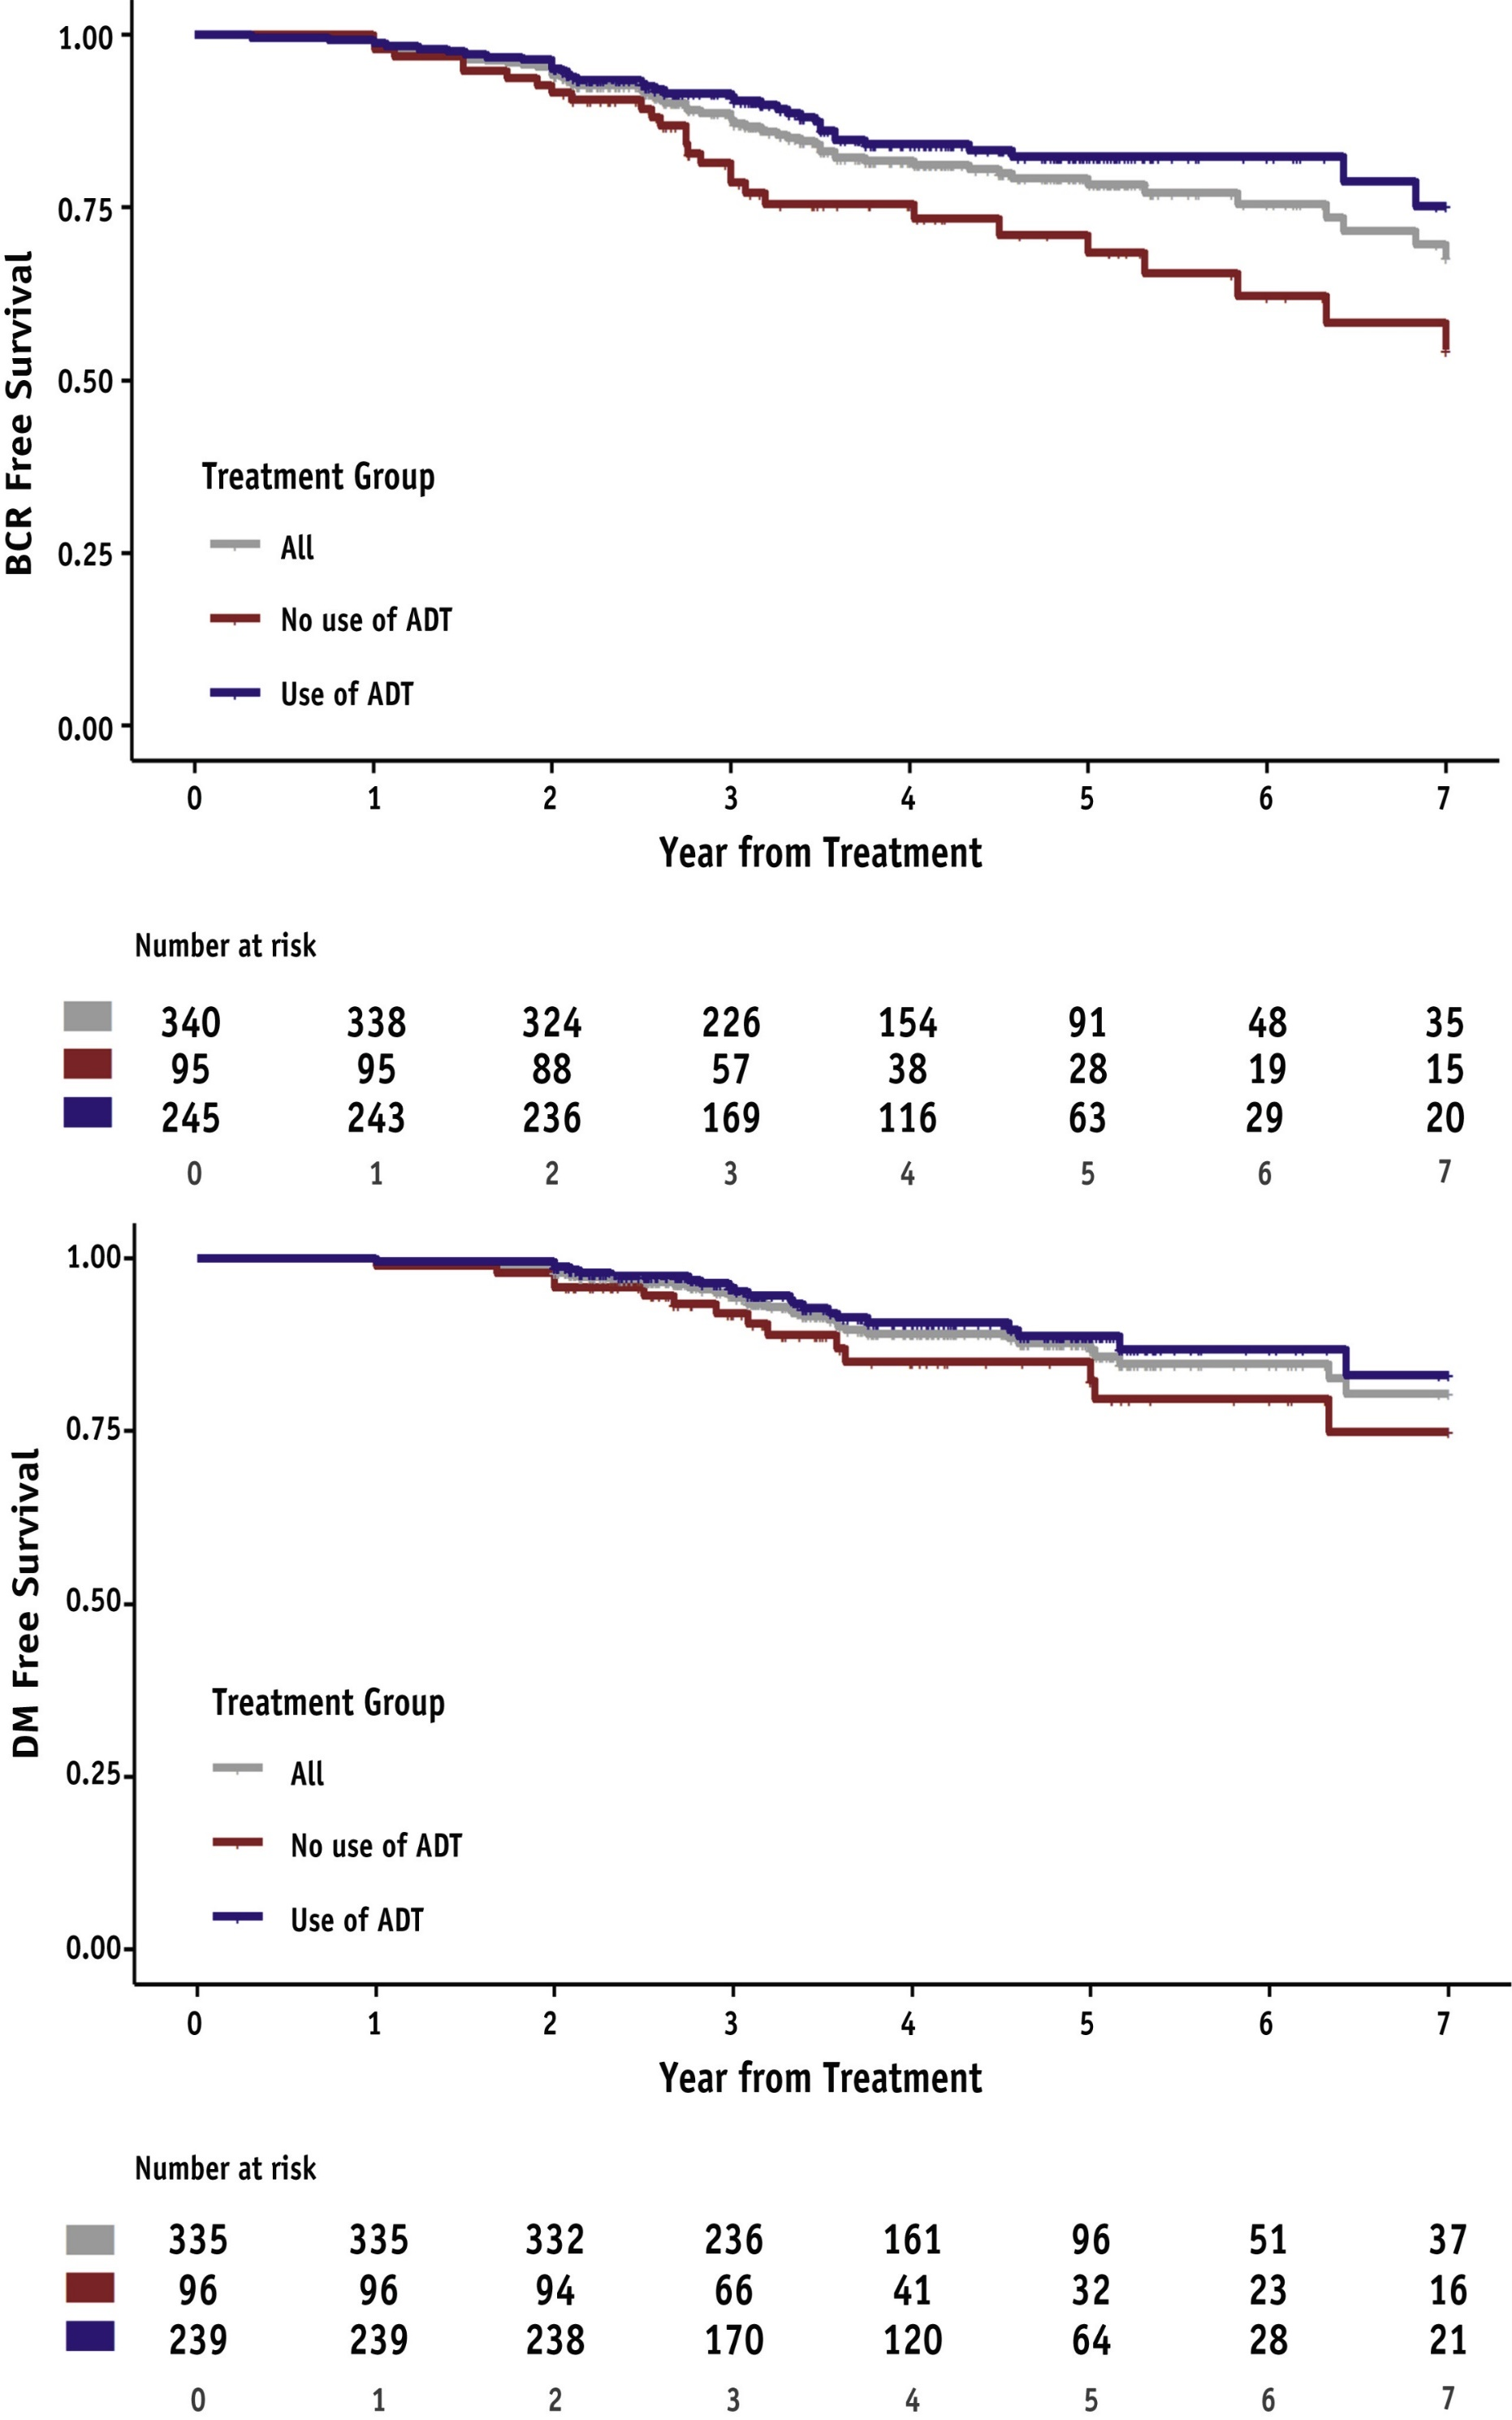 BCR Free Survival
1.00
0.75
0.50
0.25
0.00
Treatment Group
All
No use of ADT
Use of ADT
0 1 2 3 4 5 6 7
Year from Treatment
Number at risk
340 338 324 226 154 91 48 35
95 95 88 57 38 28 19 15
245 243 236 169 116 63 29 20
0 1 2 3 4 5 6 7
DM Free Survival
1.00
0.75
0.50
0.25
0.00
Treatment Group
All
No use of ADT
Use of ADT
0 1 2 3 4 5 6 7
Year from Treatment
Number at risk
335 335 332 236 161 96 51 37
96 96 94 66 41 32 23 16
239 239 238 170 120 64 28 21
0 1 2 3 4 5 6 7